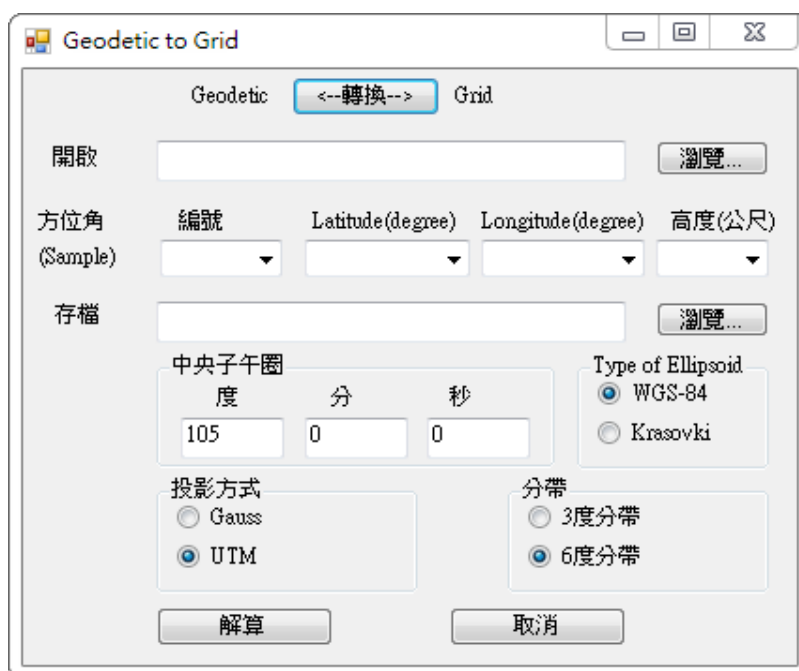 Geodetic to Grid
Geodetic <--轉換--> Grid
開啟 瀏覽...
方位角 編號 Latitude(degree) Longitude(degree) 高度(公尺)
(Sample)
存檔 瀏覽...
中央子午圈 Type of Ellipsoid
度 分 秒 WGS-84
105 0 0 Krasovki
投影方式 分帶
Gauss 3度分帶
UTM 6度分帶
解算 取消